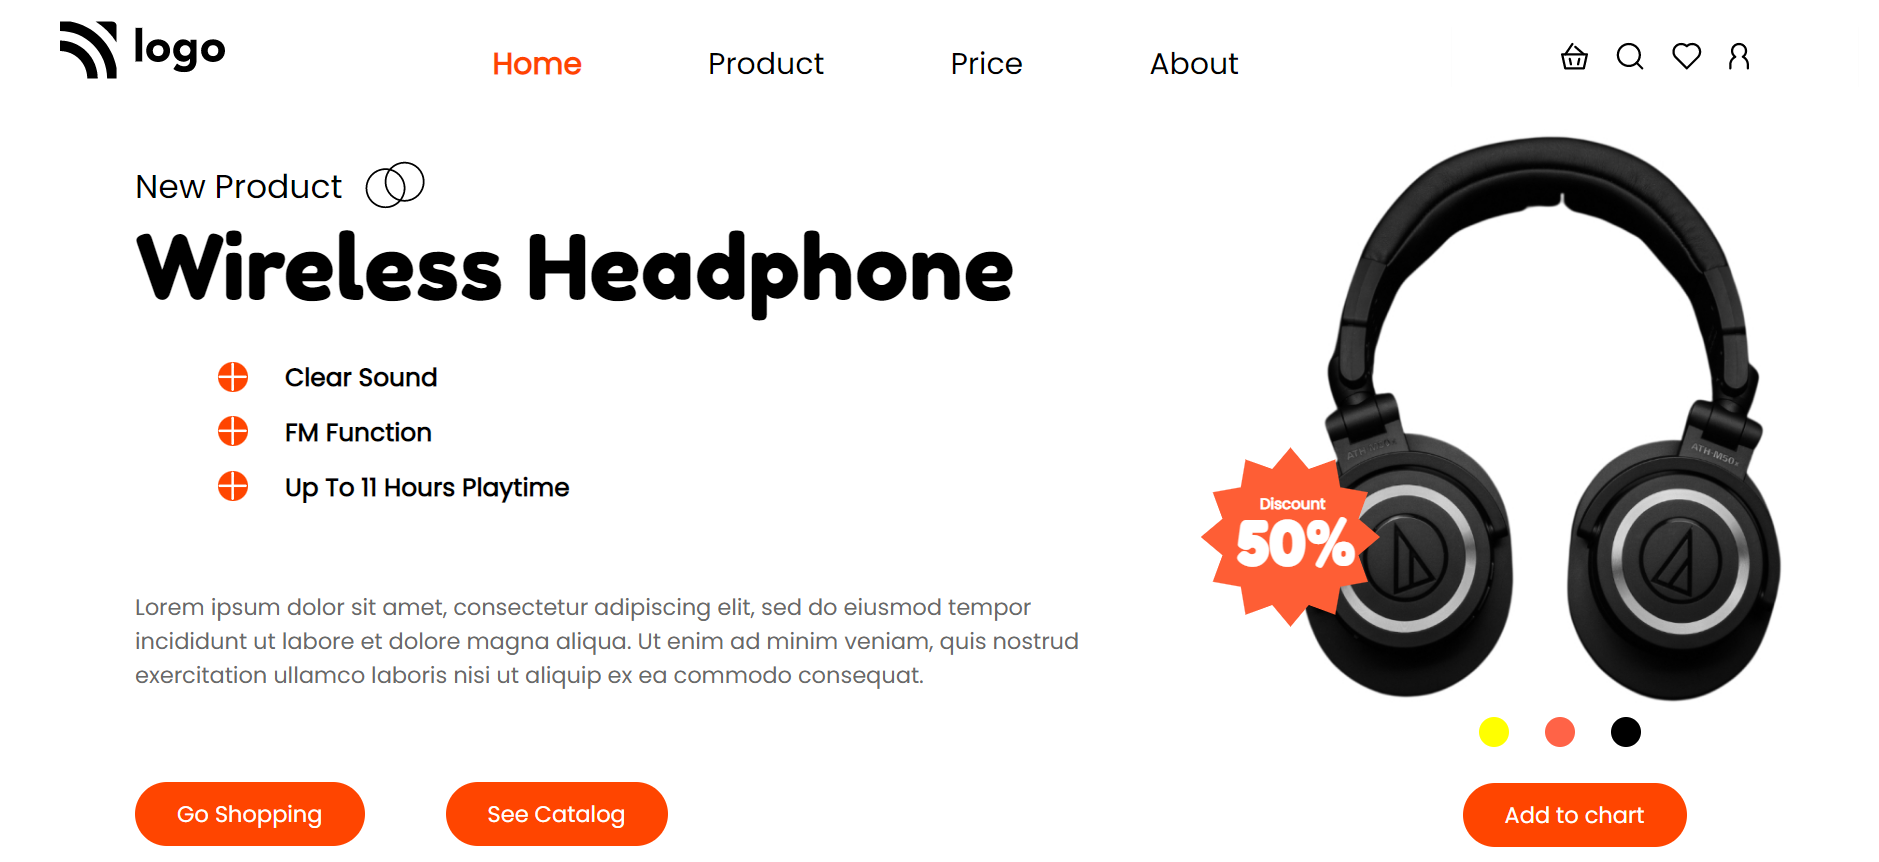 logo
Home Product Price About
New Product
Wireless Headphone
Clear Sound
FM Function
Up To 11 Hours Playtime
ATH-M50x
ATH-M50x
Discount
50%
Lorem ipsum dolor sit amet, consectetur adipiscing elit, sed do eiusmod tempor
incididunt ut labore et dolore magna aliqua. Ut enim ad minim veniam, quis nostrud
exercitation ullamco laboris nisi ut aliquip ex ea commodo consequat.
Go Shopping
See Catalog
Add to chart